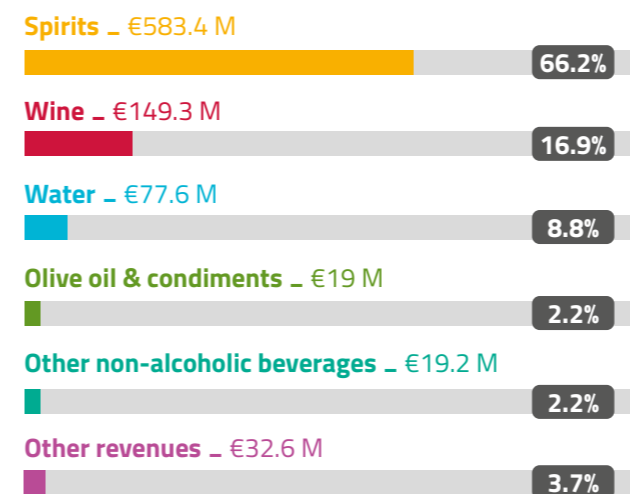 Spirits _ €583.4 M
66.2%
Wine _ €149.3 M
16.9%
Water _ €77.6 M
8.8%
Olive oil & condiments _ €19 M
2.2%
Other non-alcoholic beverages _ €19.2 M
2.2%
Other revenues _ €32.6 M
3.7%